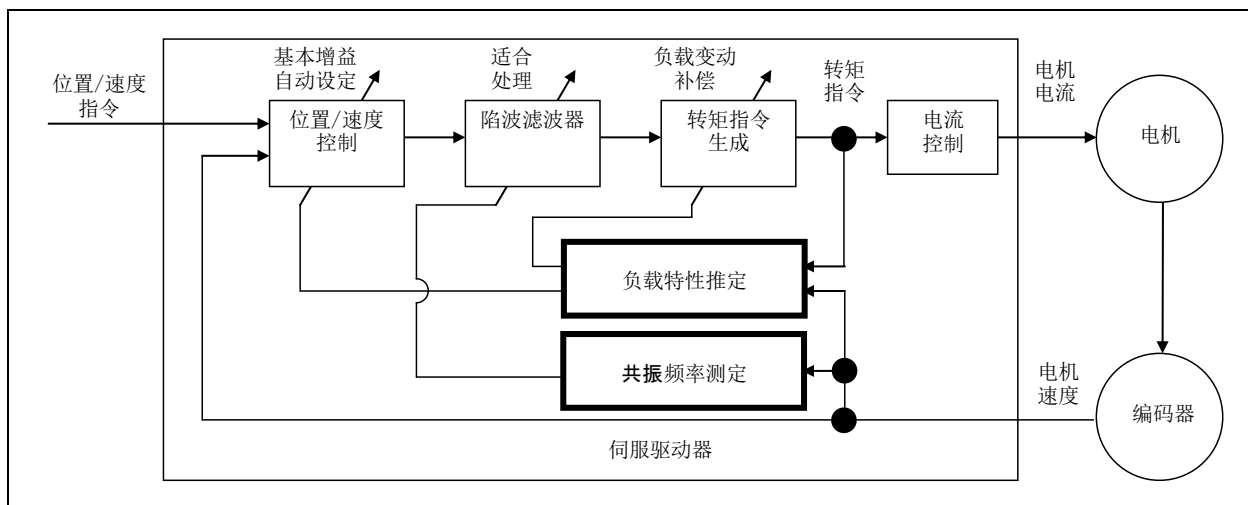 基本增益
自动设定
适合
处理
负载变动
补偿
转矩
指令
电机
电流
位置/速度
指令
位置/速度
控制
陷波滤波器
转矩指令
生成
电流
控制
电机
负载特性推定
共振频率测定
电机
速度
编码器
伺服驱动器